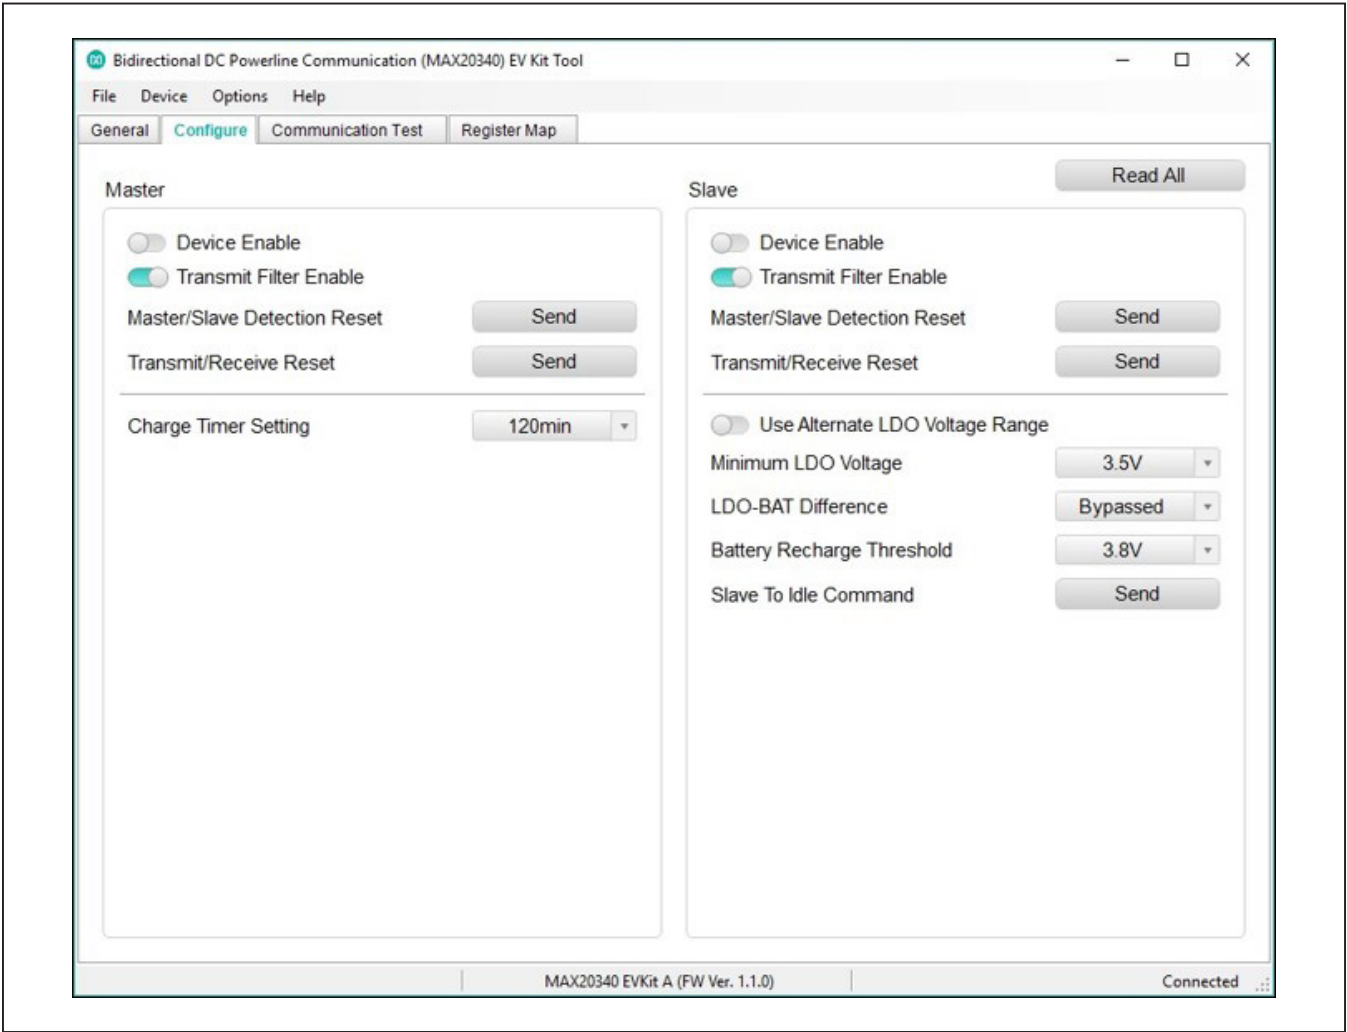 Bidirectional DC Powerline Communication (MAX20340) EV Kit Tool
File Device Options Help
General Configure Communication Test Register Map
Read All
Master
Device Enable
Transmit Filter Enable
Master/Slave Detection Reset Send
Transmit/Receive Reset Send
Charge Timer Setting 120min
Slave
Device Enable
Transmit Filter Enable
Master/Slave Detection Reset Send
Transmit/Receive Reset Send
Use Alternate LDO Voltage Range
Minimum LDO Voltage 3.5V
LDO-BAT Difference Bypassed
Battery Recharge Threshold 3.8V
Slave To Idle Command Send
MAX20340 EVKit A (FW Ver. 1.1.0) Connected